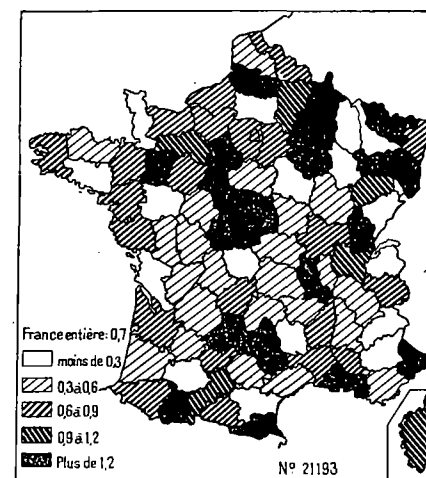 France entière: 0,7
moins de 0,3
0,3 à 0,6
0,6 à 0,9
0,9 à 1,2
Plus de 1,2
Nº 21193